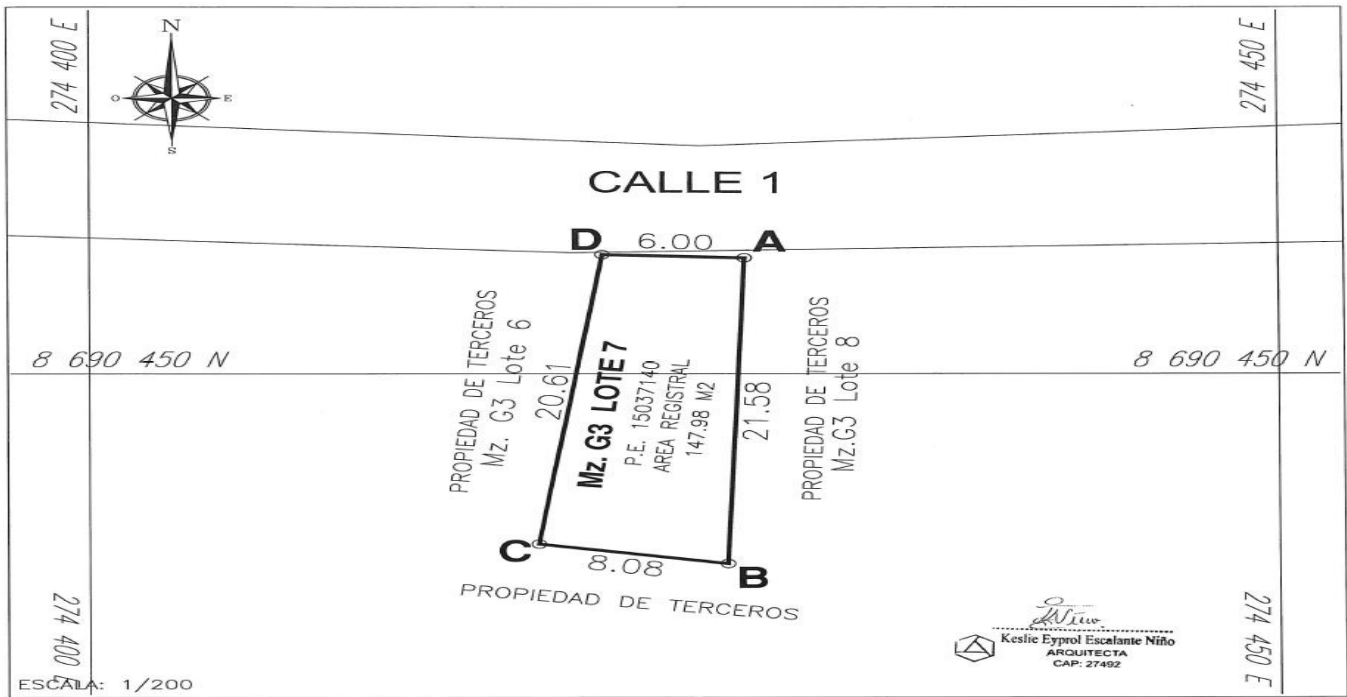 274 400 E
N
O
E
S
274 450 E
CALLE 1
D
6.00
A
8 690 450 N
8 690 450 N
PROPIEDAD DE TERCEROS
Mz. G3 Lote 6
20.61
Mz. G3 LOTE 7
P.E. 15037140
AREA REGISTRAL
147.98 M2
21.58
PROPIEDAD DE TERCEROS
Mz.G3 Lote 8
C
8.08
B
PROPIEDAD DE TERCEROS
Keslie Eyprol Escalante Niño
ARQUITECTA
CAP: 27492
274 400 E
274 450 E
ESCALA: 1/200